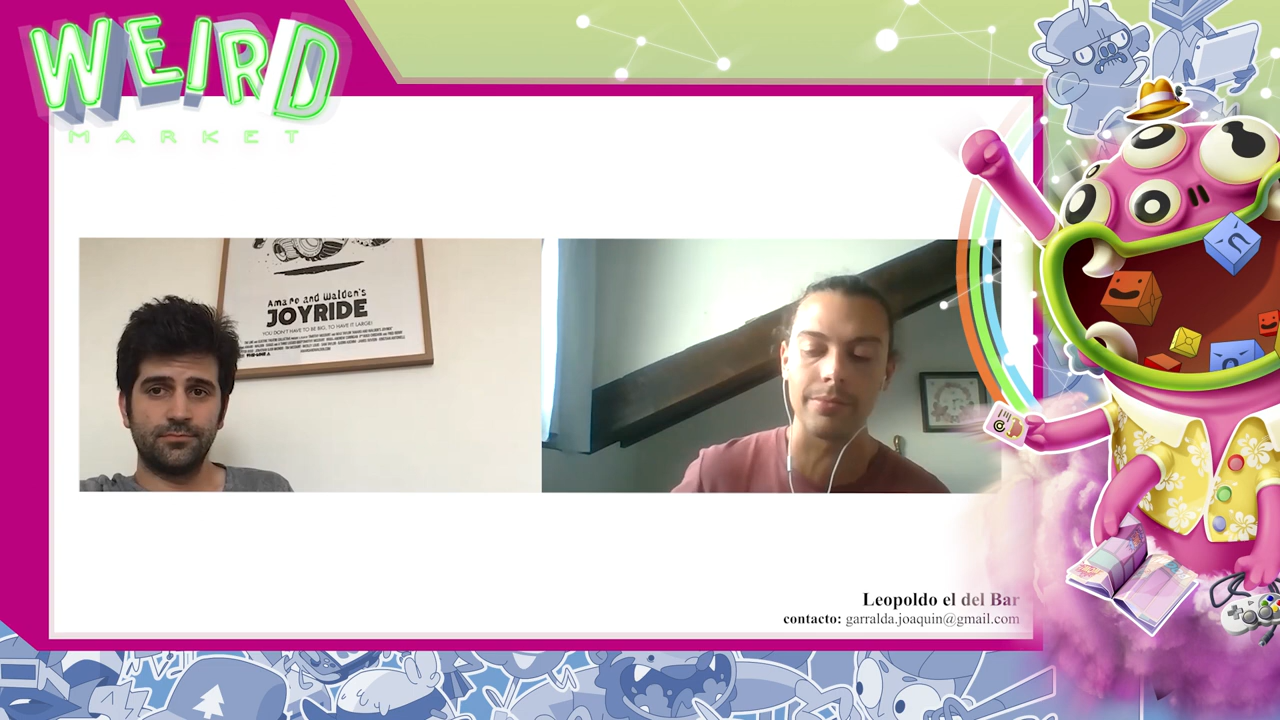 WEIRD
MARKET
Amaro and Walden's
JOYRIDE
YOU DON'T HAVE TO BE BIG, TO HAVE IT LARGE!
Leopoldo el del Bar
contacto: garralda.joaquin@gmail.com